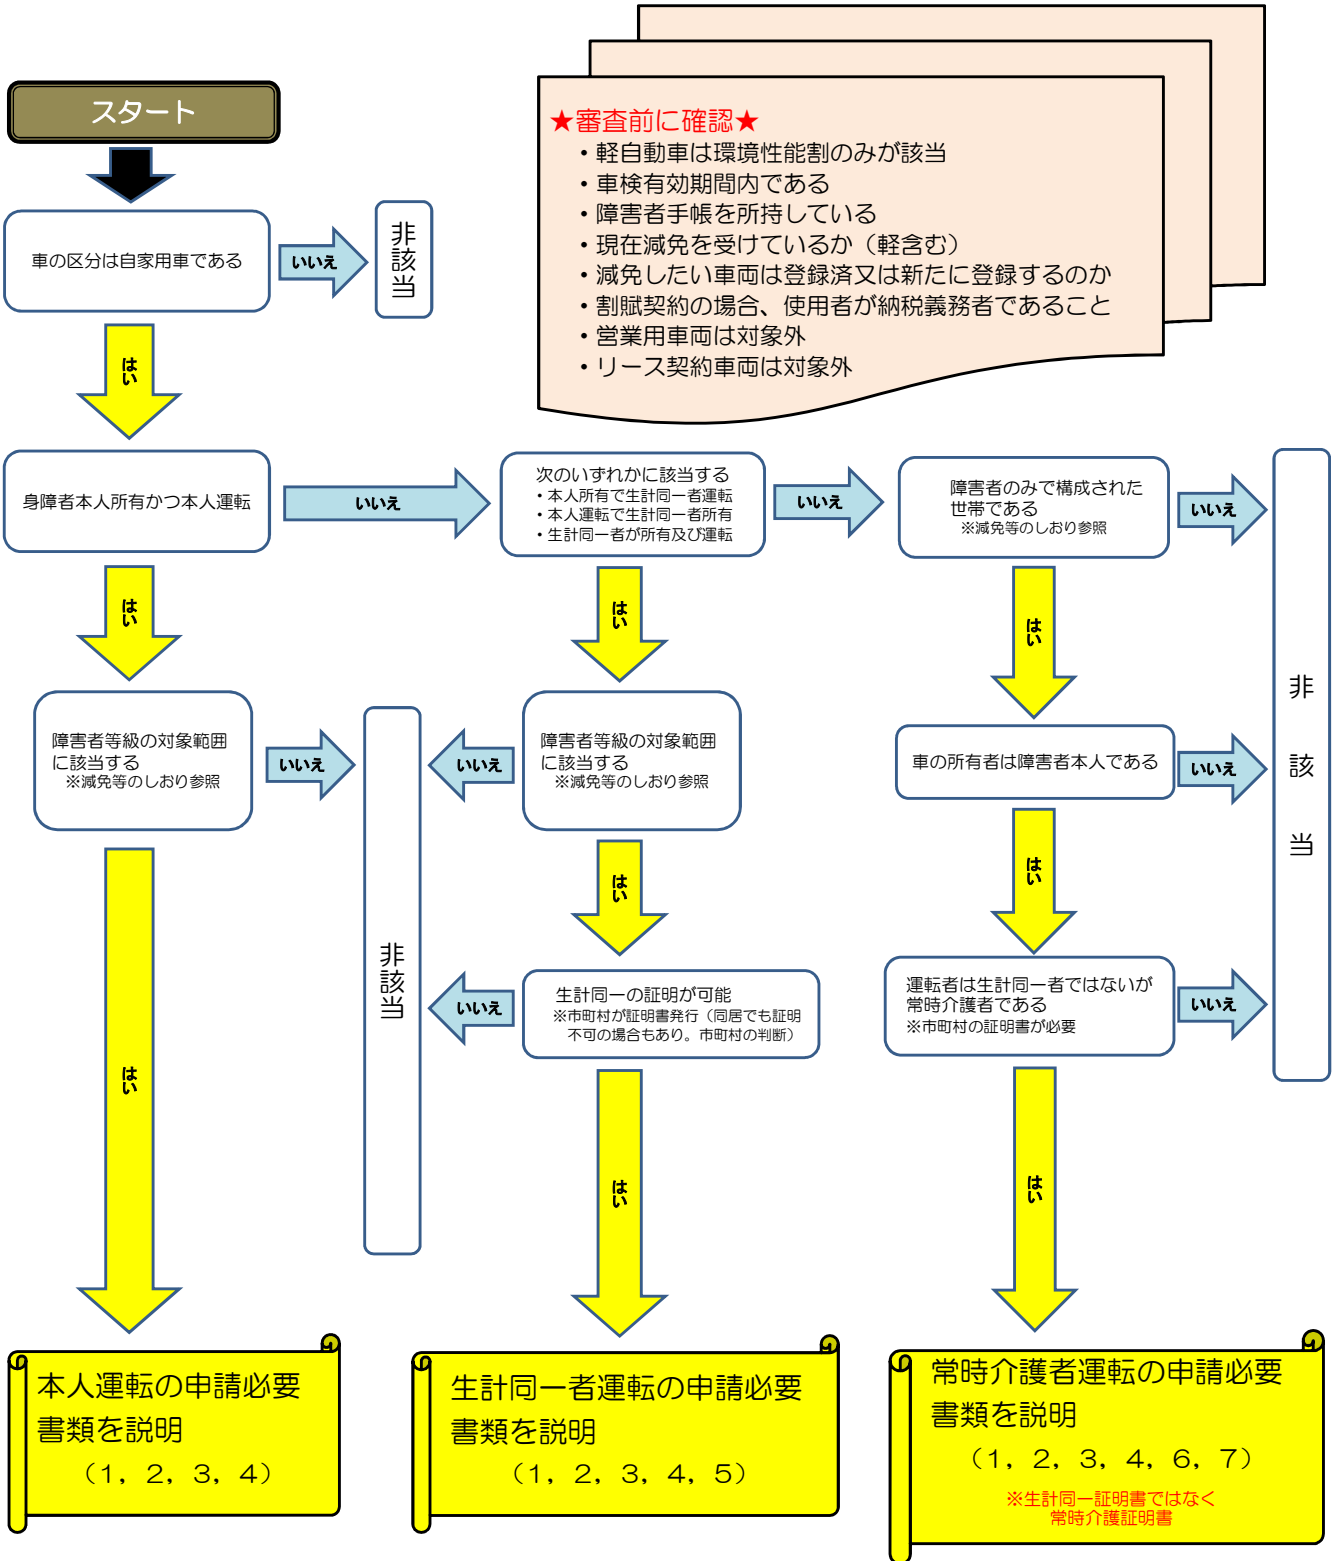 スタート
★審査前に確認★
・軽自動車は環境性能割のみが該当
・車検有効期間内である
・障害者手帳を所持している
・現在減免を受けているか（軽含む）
・減免したい車両は登録済又は新たに登録するのか
・割賦契約の場合、使用者が納税義務者であること
・営業用車両は対象外
・リース契約車両は対象外
車の区分は自家用車である
いいえ
非該当
はい
身障者本人所有かつ本人運転
いいえ
次のいずれかに該当する
・本人所有で生計同一者運転
・本人運転で生計同一者所有
・生計同一者が所有及び運転
いいえ
障害者のみで構成された
世帯である
※減免等のしおり参照
いいえ
非該当
はい
はい
はい
障害者等級の対象範囲
に該当する
※減免等のしおり参照
いいえ
非該当
いいえ
障害者等級の対象範囲
に該当する
※減免等のしおり参照
車の所有者は障害者本人である
いいえ
はい
はい
はい
いいえ
生計同一の証明が可能
※市町村が証明書発行（同居でも証明
不可の場合もあり。市町村の判断）
運転者は生計同一者ではないが
常時介護者である
※市町村の証明書が必要
いいえ
はい
はい
本人運転の申請必要
書類を説明
（1，2，3，4）
生計同一者運転の申請必要
書類を説明
（1，2，3，4，5）
常時介護者運転の申請必要
書類を説明
（1，2，3，4，6，7）
※生計同一証明書ではなく
常時介護証明書